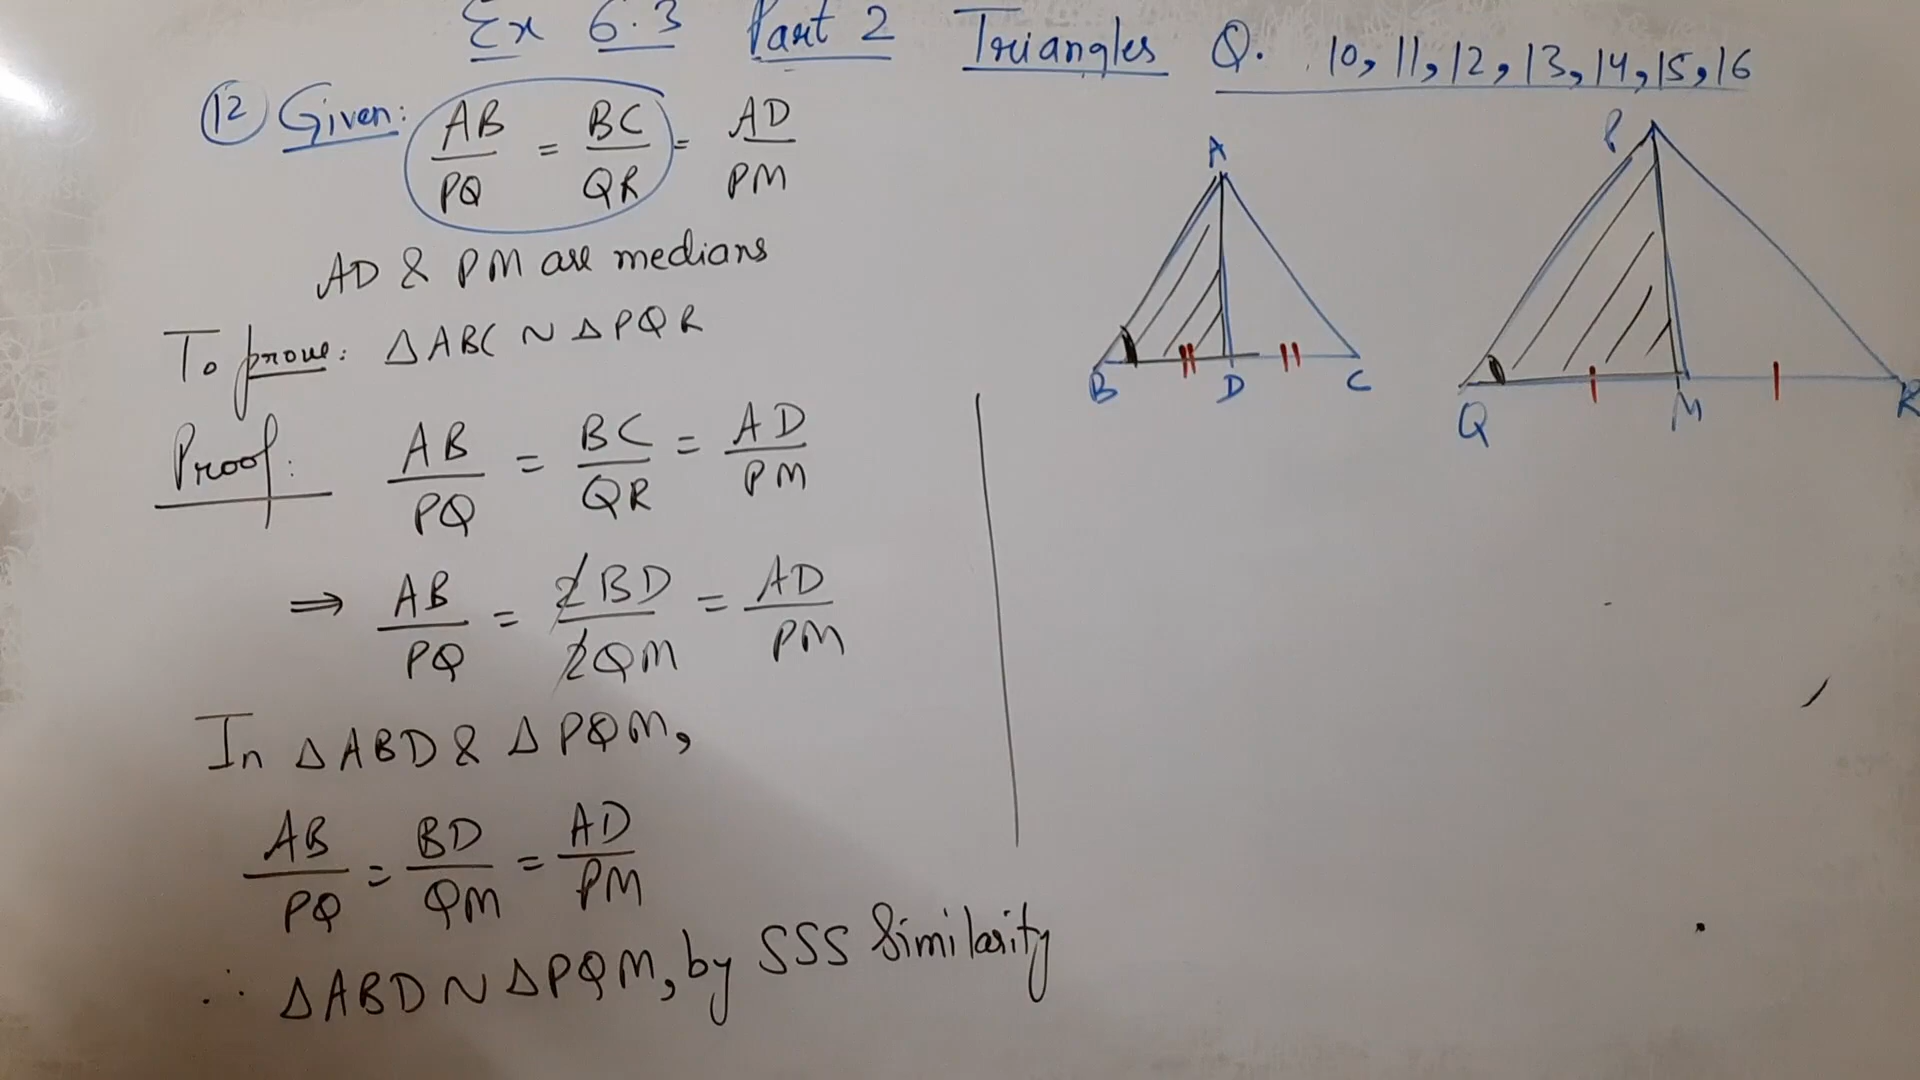 Ex 6.3 Part 2 Triangles Q. 10, 11, 12, 13, 14, 15, 16
12 Given: AB/PQ = BC/QR = AD/PM
AD & PM are medians
To prove: △ABC ~ △PQR
Proof: AB/PQ = BC/QR = AD/PM
⇒ AB/PQ = 2BD/2QM = AD/PM
In △ABD & △PQM,
AB/PQ = BD/QM = AD/PM
∴ △ABD ~ △PQM, by SSS Similarity
A
B D C
P
Q M R